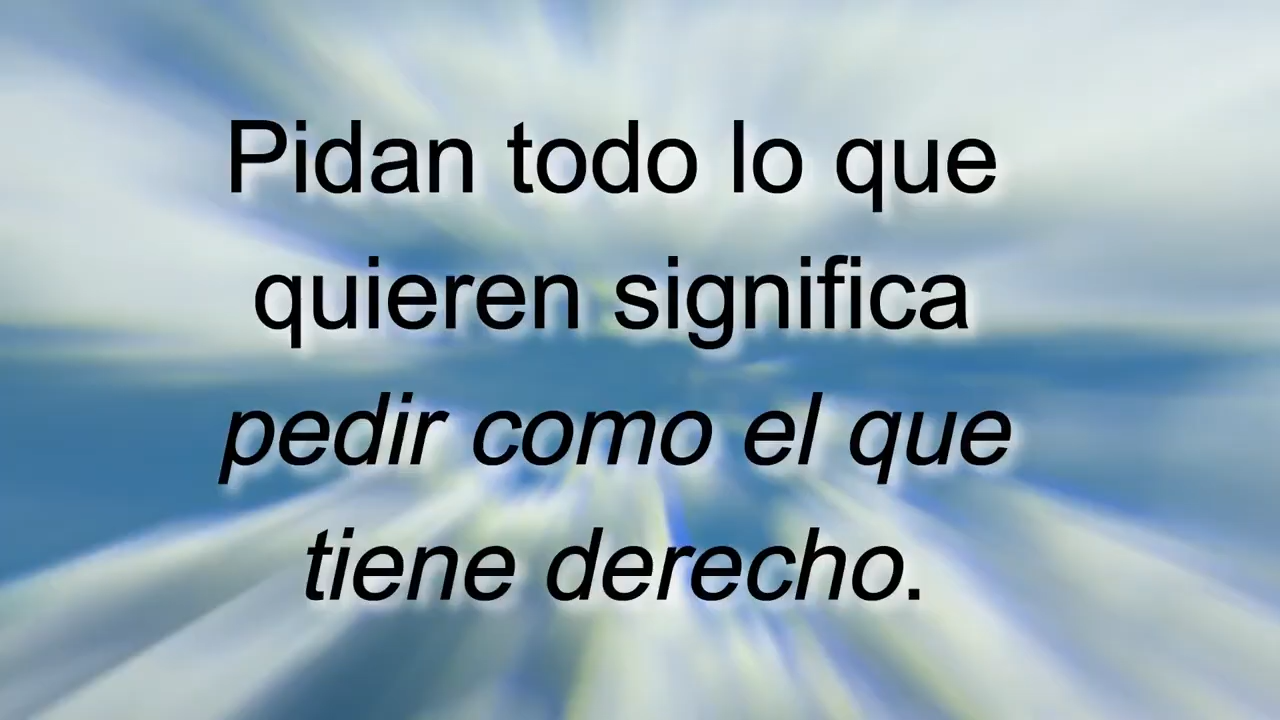 Pidan todo lo que
quieren significa
pedir como el que
tiene derecho.